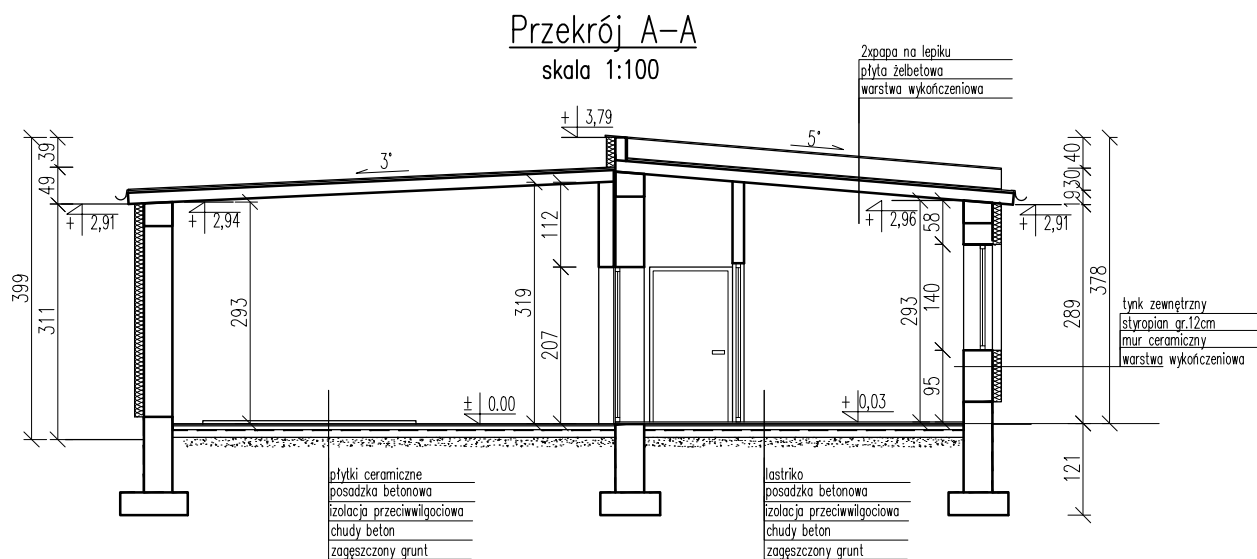 Przekrój A-A
skala 1:100
2xpapa na lepiku
płyta żelbetowa
warstwa wykończeniowa
+ 3,79
3°
5°
39
49
399
311
+ 2,91
+ 2,94
293
112
319
207
+ 2,96
58
140
95
293
+ 2,91
40
30
19
289
378
121
tynk zewnętrzny
styropian gr.12cm
mur ceramiczny
warstwa wykończeniowa
± 0.00
+ 0,03
płytki ceramiczne
posadzka betonowa
izolacja przeciwwilgociowa
chudy beton
zagęszczony grunt
lastriko
posadzka betonowa
izolacja przeciwwilgociowa
chudy beton
zagęszczony grunt